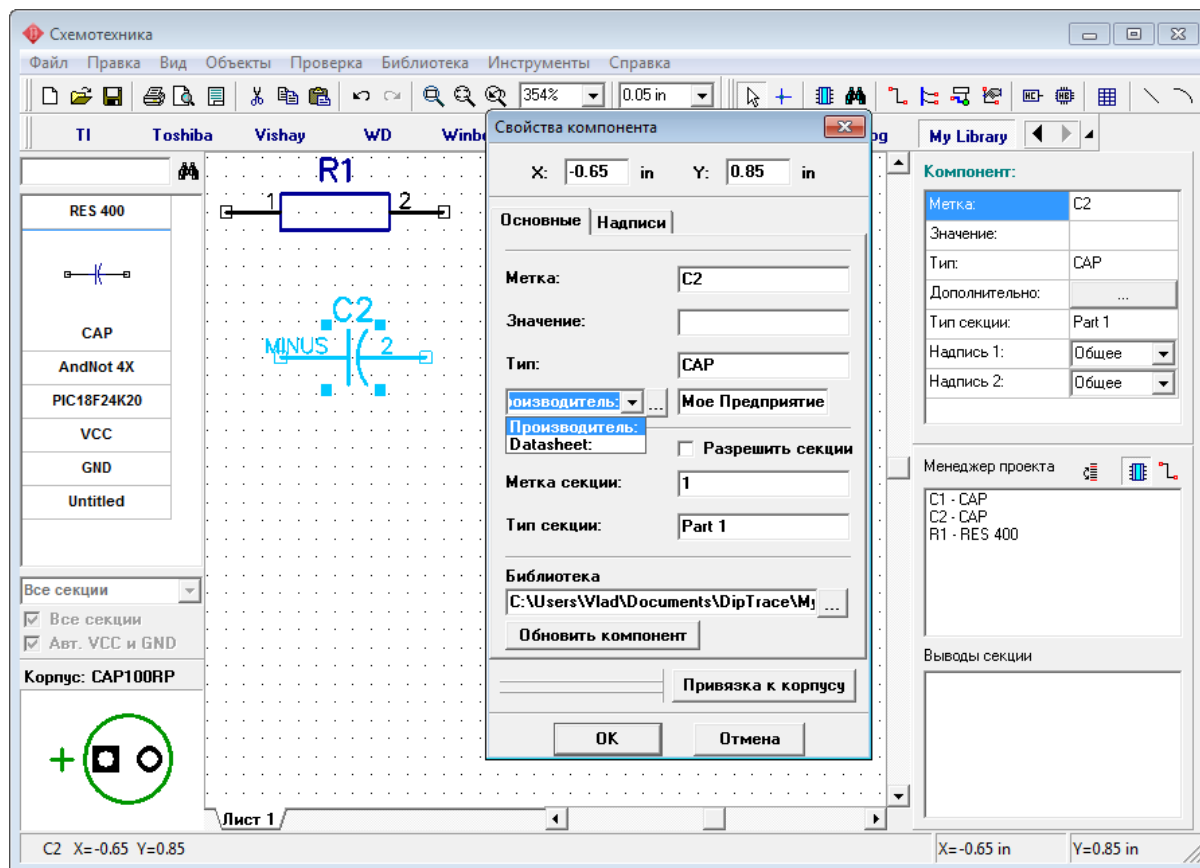 Схемотехника
Файл Правка Вид Объекты Проверка Библиотека Инструменты Справка
354% 0.05 in
TI Toshiba Vishay WD My Library
RES 400
CAP
AndNot 4X
PIC18F24K20
VCC
GND
Untitled
Все секции
Все секции
Авт. VCC и GND
Корпус: CAP100RP
+
R1
1 2
C2
MINUS 2
Лист 1
Свойства компонента
X: -0.65 in Y: 0.85 in
Основные Надписи
Метка: C2
Значение:
Тип: CAP
оизводитель: ... Мое Предприятие
Производитель:
Datasheet:
Разрешить секции
Метка секции: 1
Тип секции: Part 1
Библиотека
C:\Users\Vlad\Documents\DipTrace\My ...
Обновить компонент
Привязка к корпусу
OK Отмена
Компонент:
Метка: C2
Значение:
Тип: CAP
Дополнительно: ...
Тип секции: Part 1
Надпись 1: Общее
Надпись 2: Общее
Менеджер проекта
C1 - CAP
C2 - CAP
R1 - RES 400
Выводы секции
C2 X=-0.65 Y=0.85
X=-0.65 in Y=0.85 in